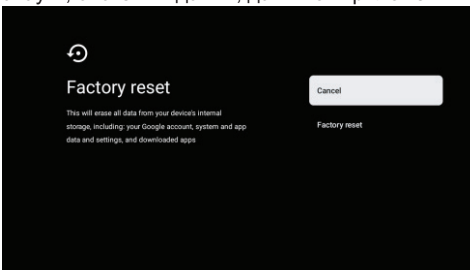 Factory reset
This will erase all data from your device's internal
storage, including: your Google account, system and app
data and settings, and downloaded apps
Cancel
Factory reset